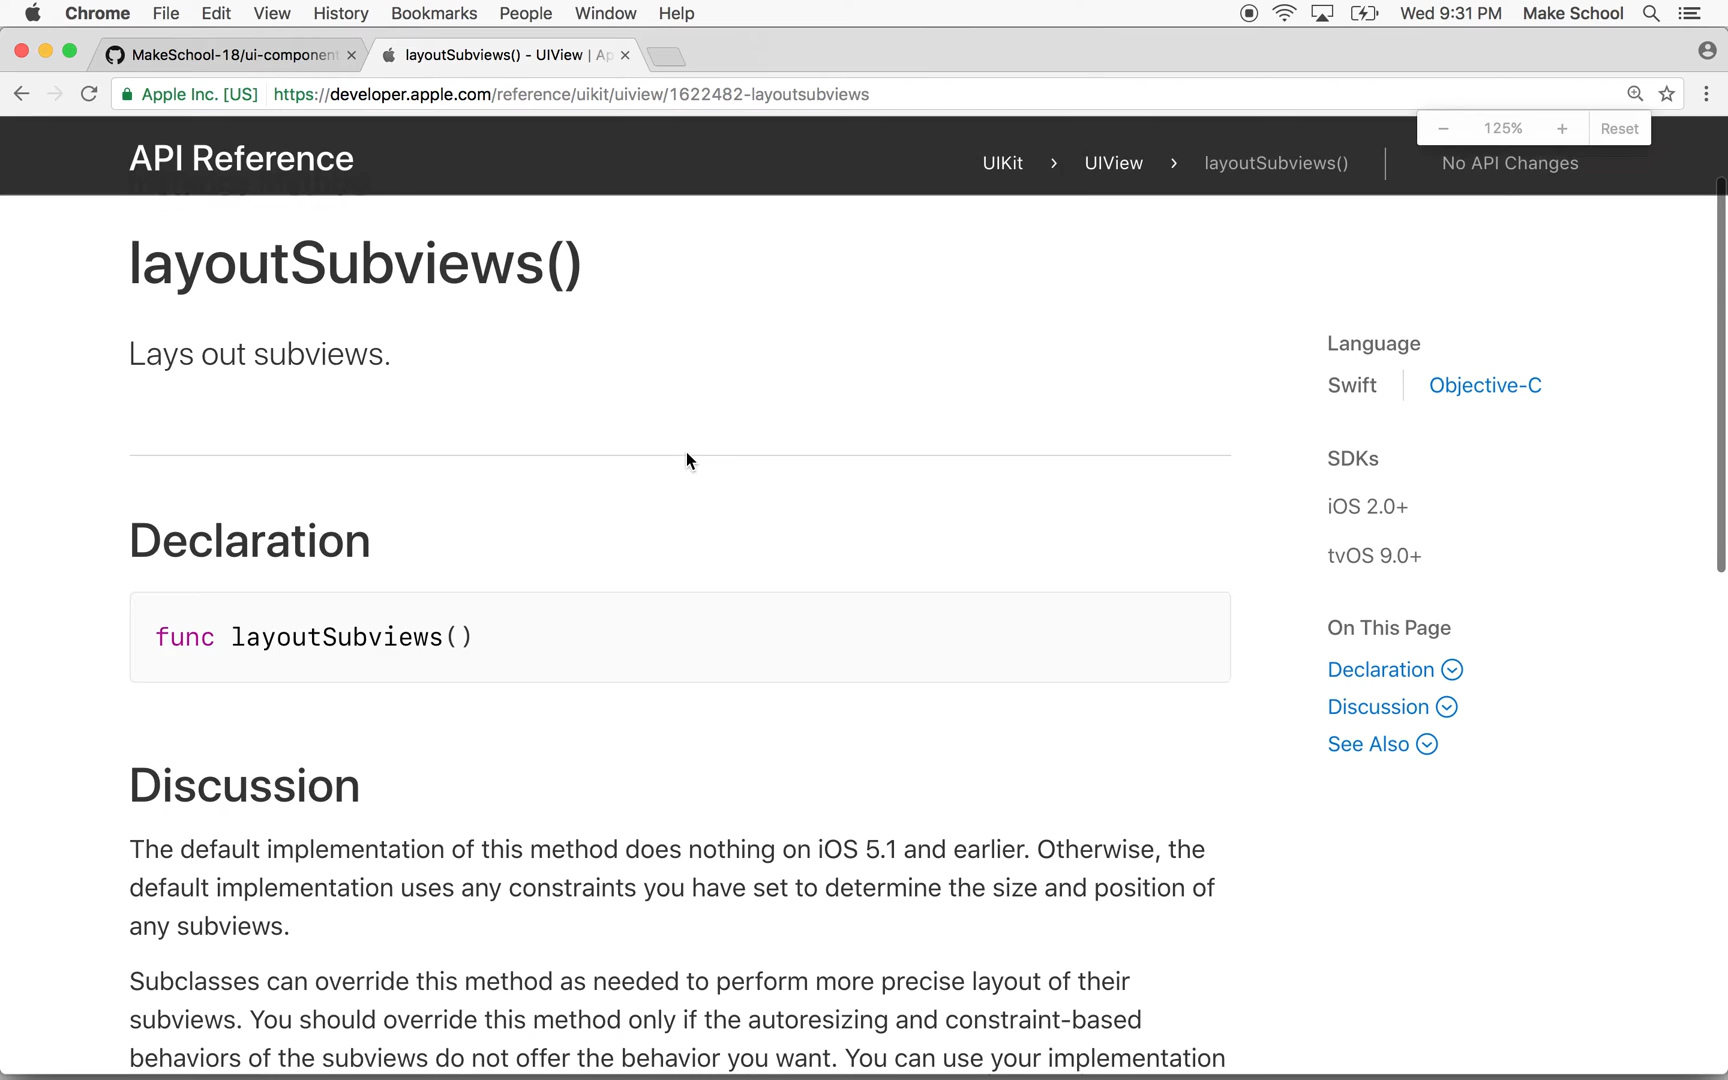 Chrome File Edit View History Bookmarks People Window Help Wed 9:31 PM Make School
MakeSchool-18/ui-component layoutSubviews() - UIView | Ap
Apple Inc. [US] https://developer.apple.com/reference/uikit/uiview/1622482-layoutsubviews
− 125% + Reset
API Reference UIKit > UIView > layoutSubviews() No API Changes
layoutSubviews()
Lays out subviews.
Language
Swift Objective-C
SDKs
iOS 2.0+
tvOS 9.0+
On This Page
Declaration
Discussion
See Also
Declaration
func layoutSubviews()
Discussion
The default implementation of this method does nothing on iOS 5.1 and earlier. Otherwise, the
default implementation uses any constraints you have set to determine the size and position of
any subviews.
Subclasses can override this method as needed to perform more precise layout of their
subviews. You should override this method only if the autoresizing and constraint-based
behaviors of the subviews do not offer the behavior you want. You can use your implementation